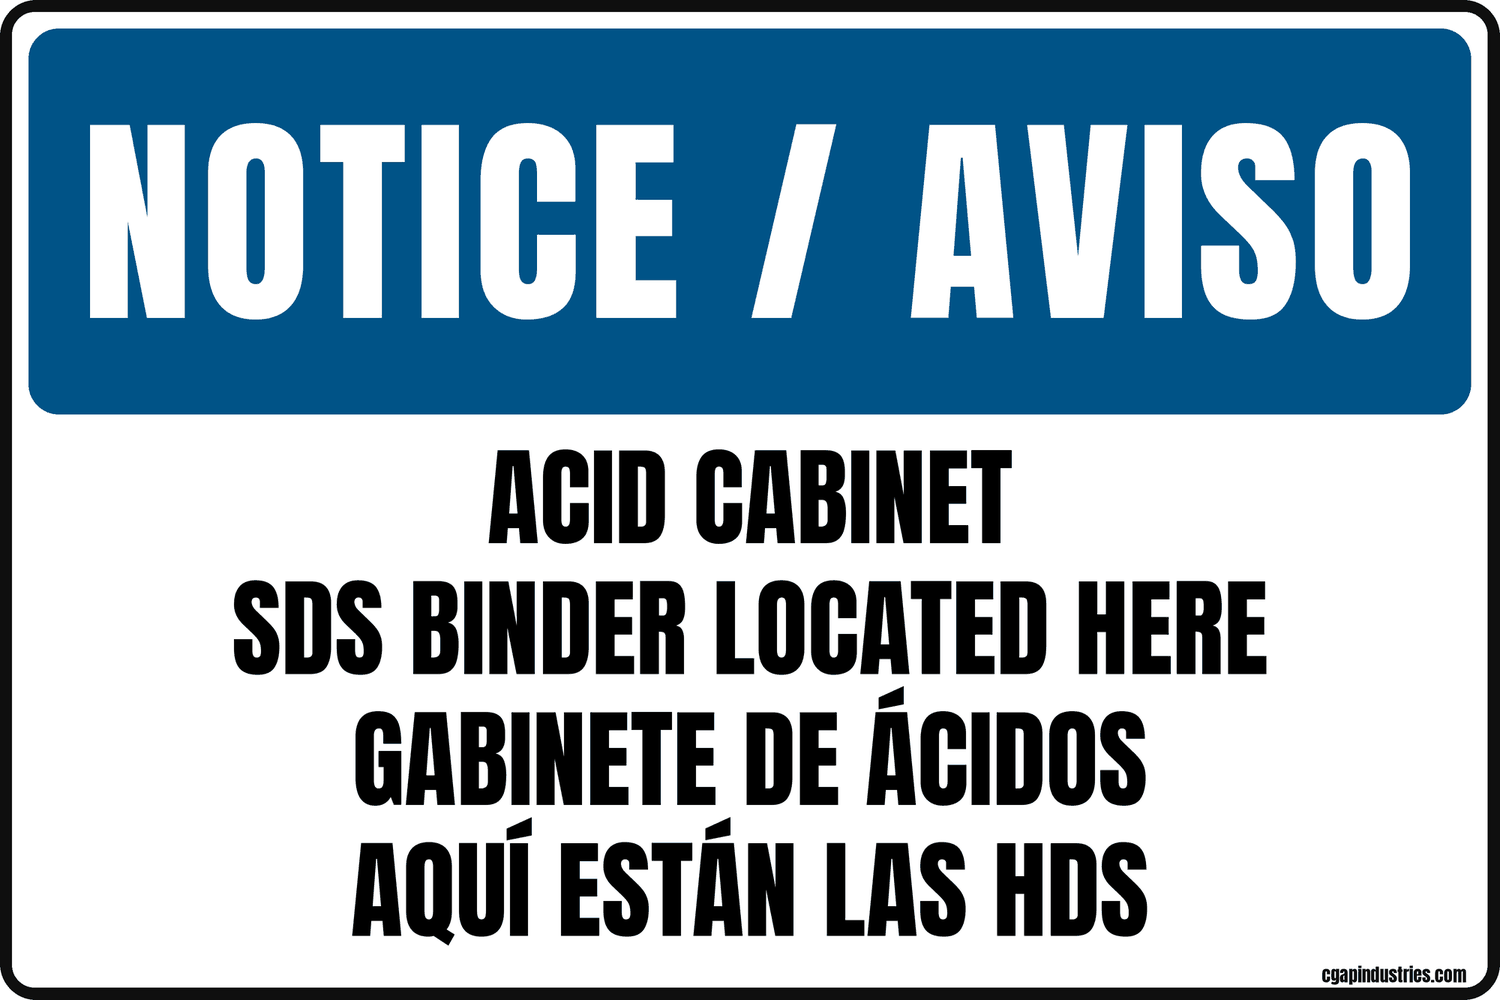 NOTICE / AVISO
ACID CABINET
SDS BINDER LOCATED HERE
GABINETE DE ÁCIDOS
AQUÍ ESTÁN LAS HDS
cgapindustries.com